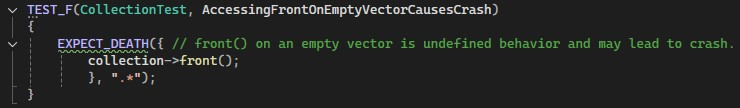 TEST_F(CollectionTest, AccessingFrontOnEmptyVectorCausesCrash)
{
EXPECT_DEATH({ // front() on an empty vector is undefined behavior and may lead to crash.
collection->front();
}, ".*");
}